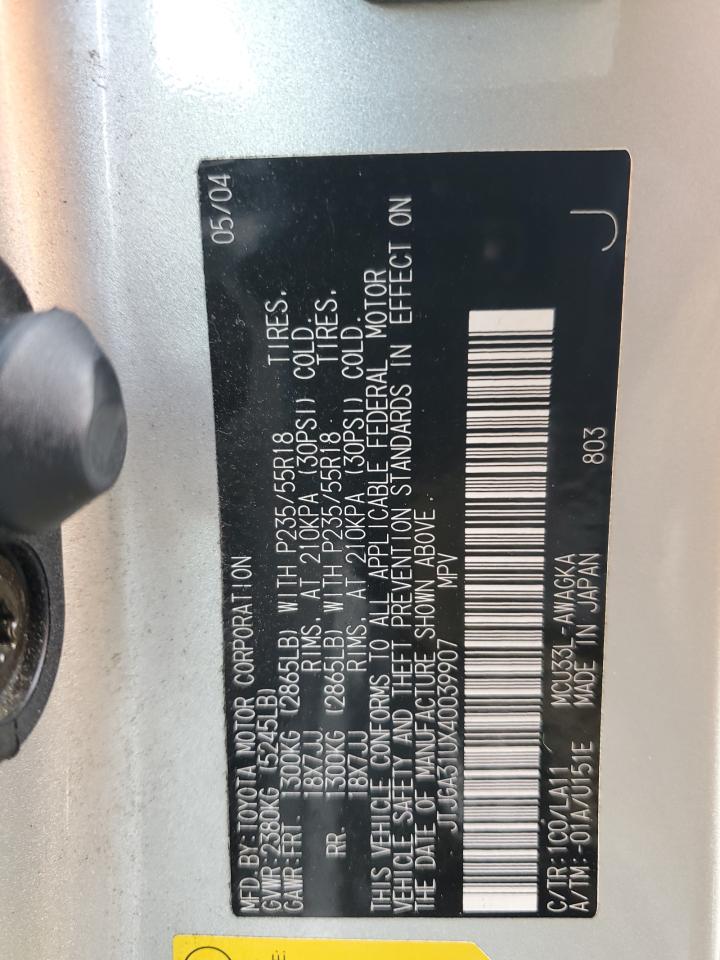 MFD. BY: TOYOTA MOTOR CORPORATION 05/04
GVWR: 2380KG (5245LB)
GAWR: FRT. 1300KG (2865LB) WITH P235/55R18 TIRES,
18X7JJ RIMS, AT 210KPA (30PSI) COLD.
RR. 1300KG (2865LB) WITH P235/55R18 TIRES,
18X7JJ RIMS, AT 210KPA (30PSI) COLD.
THIS VEHICLE CONFORMS TO ALL APPLICABLE FEDERAL MOTOR
VEHICLE SAFETY AND THEFT PREVENTION STANDARDS IN EFFECT ON
THE DATE OF MANUFACTURE SHOWN ABOVE.
MPV
C/TR: 1C0/LA11 MCU33L-AWAGKA 803
A/TM: -01A/U151E MADE IN JAPAN J